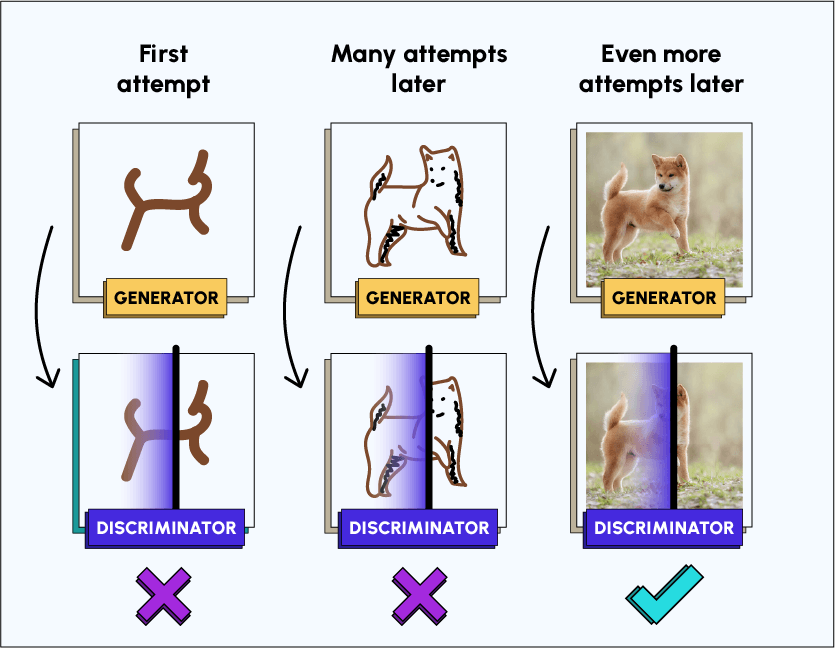 First
attempt
Many attempts
later
Even more
attempts later
GENERATOR
GENERATOR
GENERATOR
DISCRIMINATOR
DISCRIMINATOR
DISCRIMINATOR